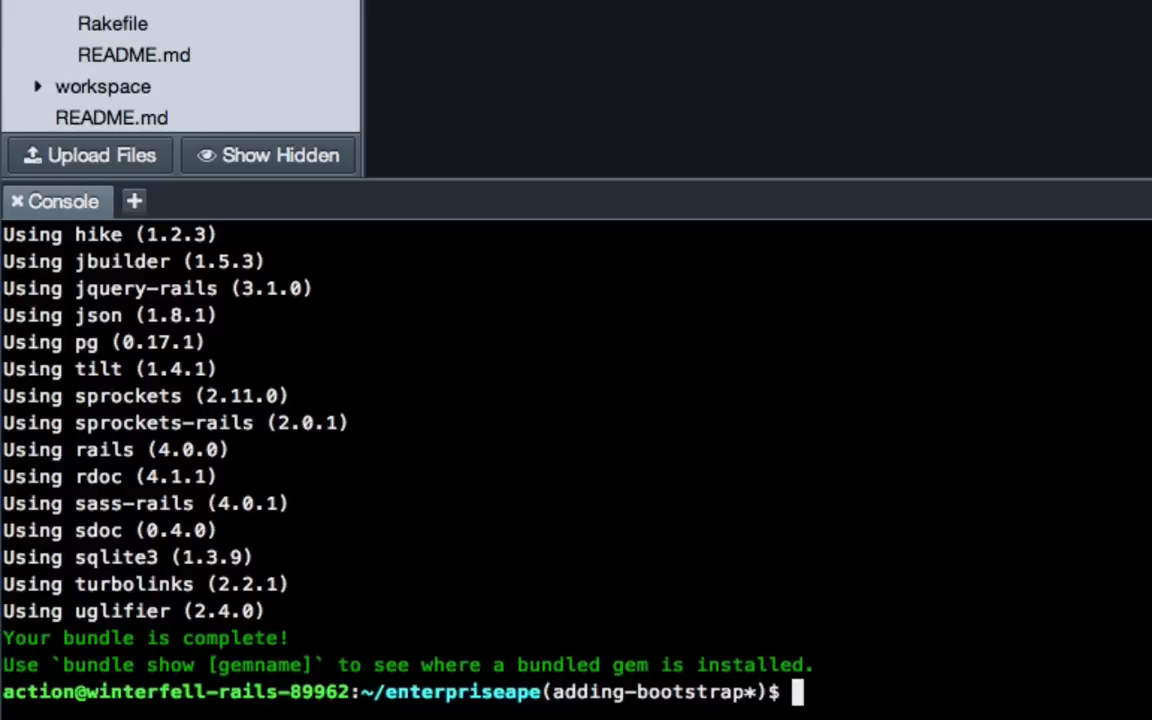 Rakefile
README.md
workspace
README.md
Upload Files
Show Hidden
× Console +
Using hike (1.2.3)
Using jbuilder (1.5.3)
Using jquery-rails (3.1.0)
Using json (1.8.1)
Using pg (0.17.1)
Using tilt (1.4.1)
Using sprockets (2.11.0)
Using sprockets-rails (2.0.1)
Using rails (4.0.0)
Using rdoc (4.1.1)
Using sass-rails (4.0.1)
Using sdoc (0.4.0)
Using sqlite3 (1.3.9)
Using turbolinks (2.2.1)
Using uglifier (2.4.0)
Your bundle is complete!
Use `bundle show [gemname]` to see where a bundled gem is installed.
action@winterfell-rails-89962:~/enterpriseape(adding-bootstrap*)$